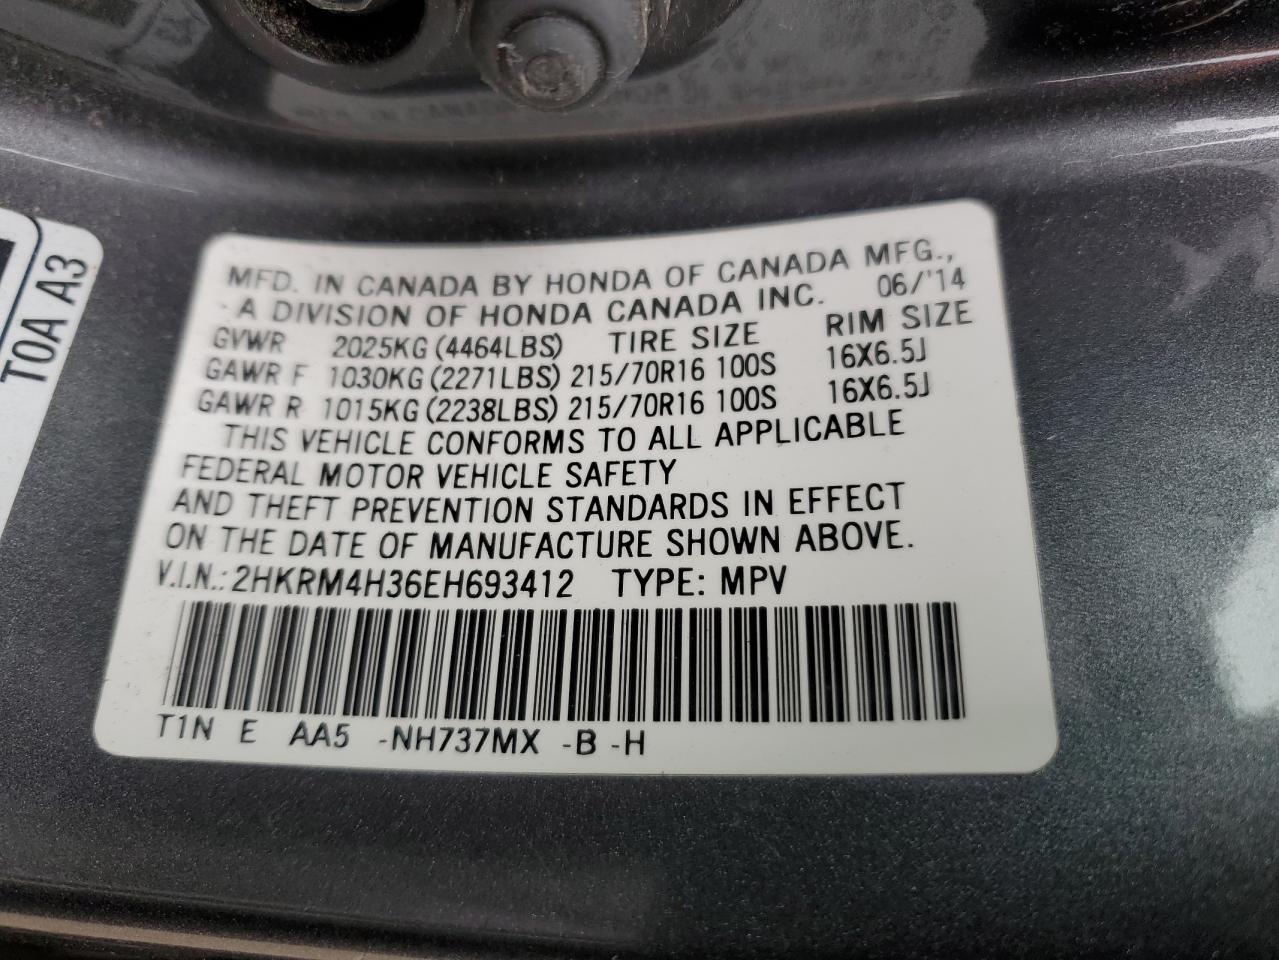 MFD. IN CANADA BY HONDA OF CANADA MFG.,
A DIVISION OF HONDA CANADA INC. 06/'14
GVWR 2025KG (4464LBS) TIRE SIZE RIM SIZE
GAWR F 1030KG (2271LBS) 215/70R16 100S 16X6.5J
GAWR R 1015KG (2238LBS) 215/70R16 100S 16X6.5J
THIS VEHICLE CONFORMS TO ALL APPLICABLE
FEDERAL MOTOR VEHICLE SAFETY
AND THEFT PREVENTION STANDARDS IN EFFECT
ON THE DATE OF MANUFACTURE SHOWN ABOVE.
V.I.N.: 2HKRM4H36EH693412 TYPE: MPV
T1N E AA5 -NH737MX -B -H
TOA A3